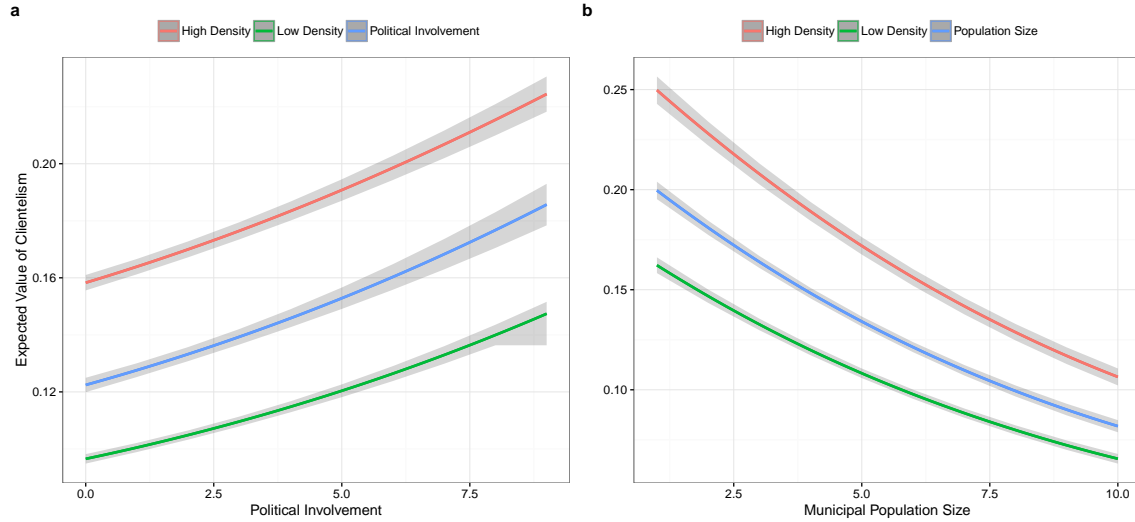 a
High Density Low Density Political Involvement
Expected Value of Clientelism
0.20
0.16
0.12
0.0 2.5 5.0 7.5
Political Involvement
b
High Density Low Density Population Size
0.25
0.20
0.15
0.10
2.5 5.0 7.5 10.0
Municipal Population Size